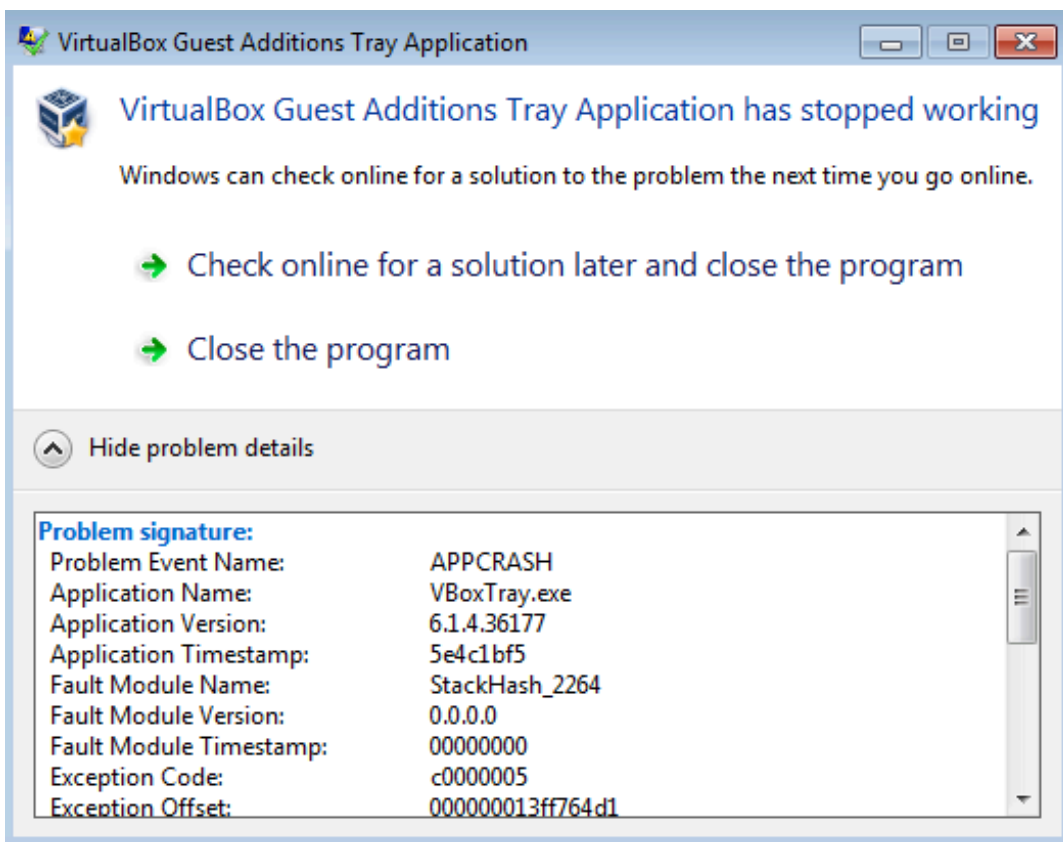 VirtualBox Guest Additions Tray Application
VirtualBox Guest Additions Tray Application has stopped working
Windows can check online for a solution to the problem the next time you go online.
Check online for a solution later and close the program
Close the program
Hide problem details
Problem signature:
Problem Event Name: APPCRASH
Application Name: VBoxTray.exe
Application Version: 6.1.4.36177
Application Timestamp: 5e4c1bf5
Fault Module Name: StackHash_2264
Fault Module Version: 0.0.0.0
Fault Module Timestamp: 00000000
Exception Code: c0000005
Exception Offset: 000000013ff764d1